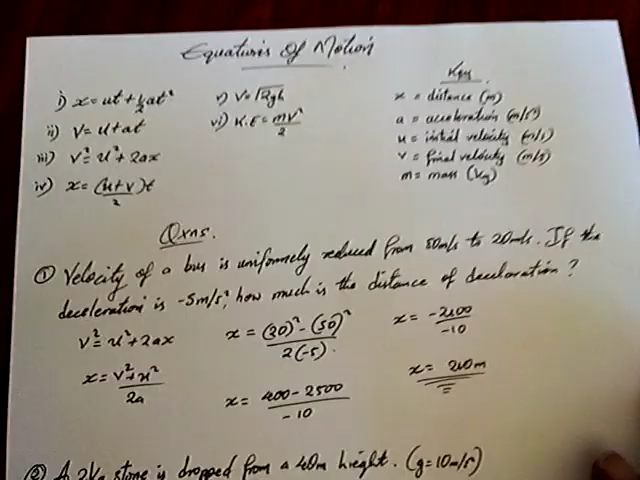 Equations Of Motion
i) x = ut + ½at²
ii) V = u + at
iii) v² = u² + 2ax
iv) x = (u+v)t/2
v) V = √2gh
vi) K.E = mV²/2
Key
x = distance (m)
a = acceleration (m/s²)
u = initial velocity (m/s)
v = final velocity (m/s)
m = mass (kg)
Qxns.
① Velocity of a bus is uniformely reduced from 50m/s to 20m/s. If the
deceleration is -5m/s², how much is the distance of deceleration?
v² = u² + 2ax
x = v² + u²/2a
x = (20)² - (50)²/2(-5)
x = 400 - 2500/-10
x = -2100/-10
x = 210m
② A 2Kg stone is dropped from a 40m height. (g=10m/s²)